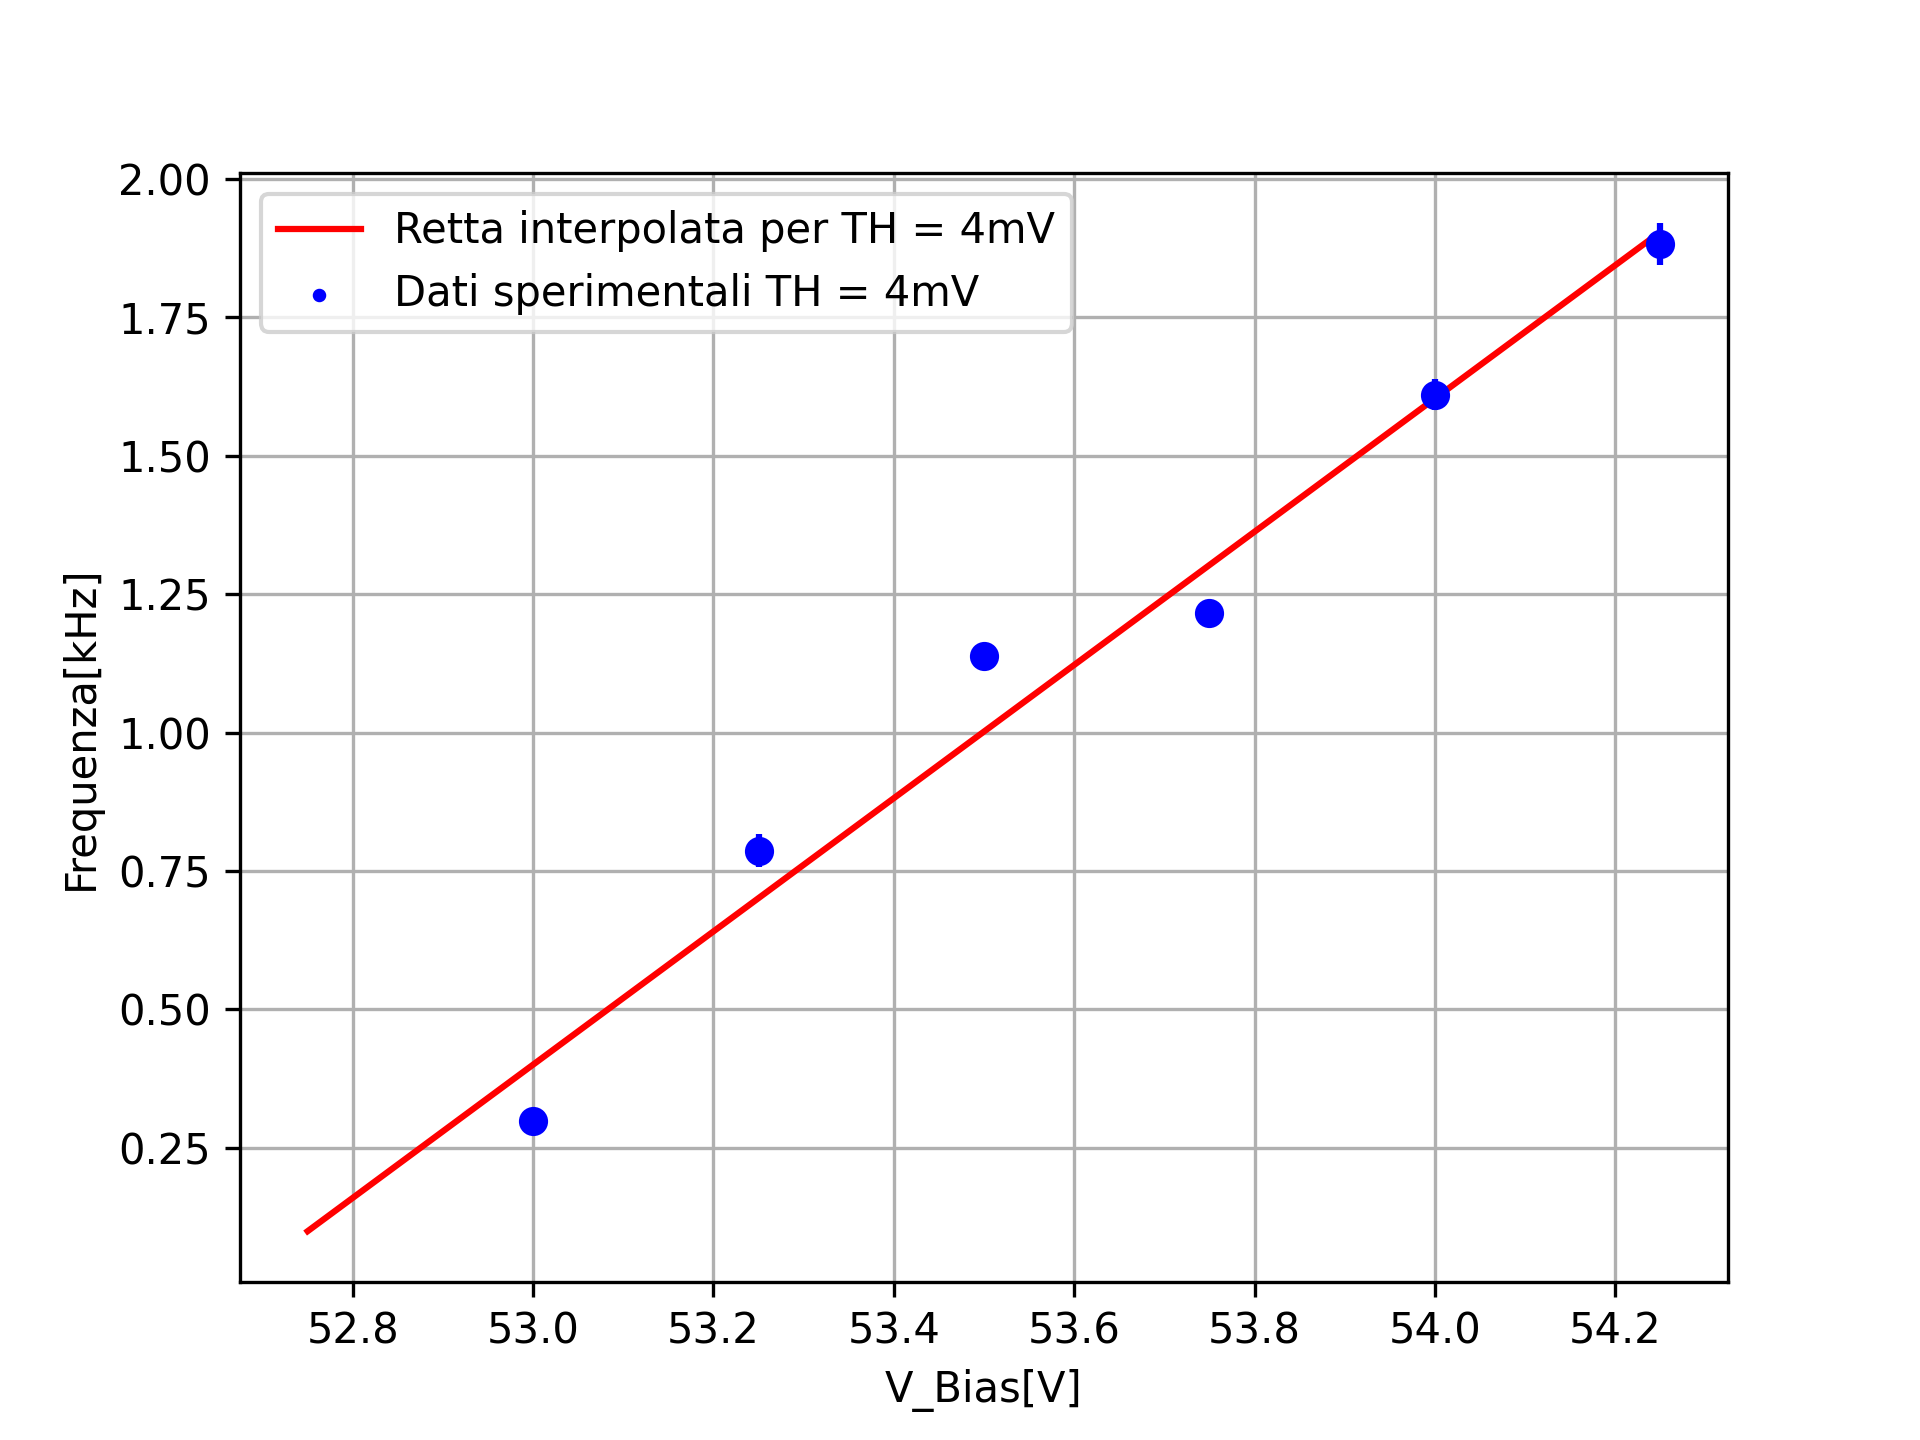 2.00
1.75
1.50
1.25
1.00
0.75
0.50
0.25
Frequenza[kHz]
Retta interpolata per TH = 4mV
Dati sperimentali TH = 4mV
52.8 53.0 53.2 53.4 53.6 53.8 54.0 54.2
V_Bias[V]